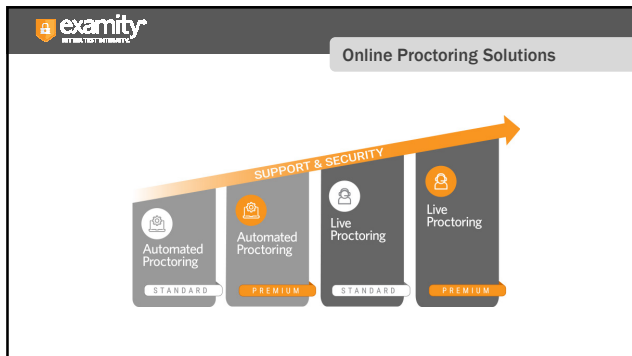 examity
Online Proctoring Solutions
SUPPORT & SECURITY
Automated
Proctoring
STANDARD
Automated
Proctoring
PREMIUM
Live
Proctoring
STANDARD
Live
Proctoring
PREMIUM